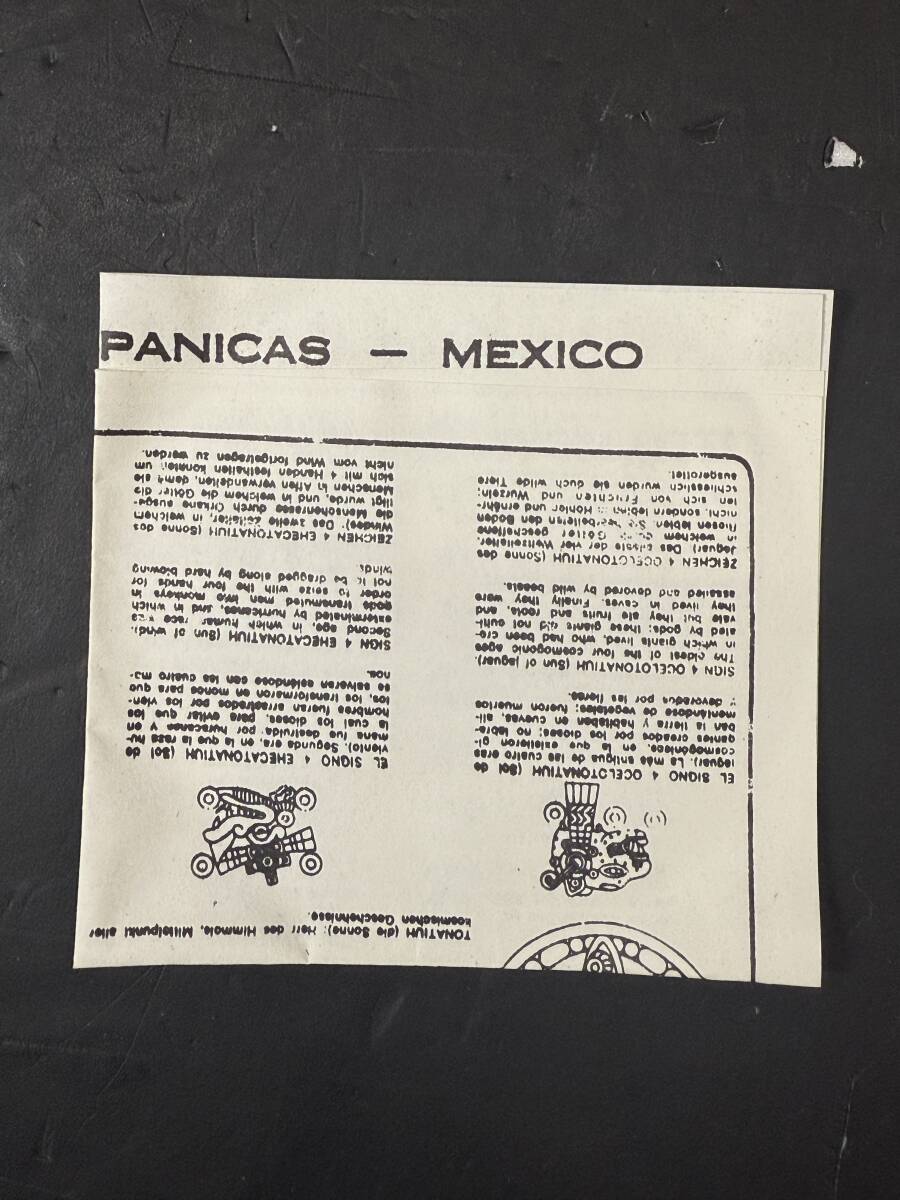 PANICAS — MEXICO
TONATIUH (die Sonne): Herr des Himmels, Mittelpunkt aller
kosmischen Geschehnisse.
EL SIGNO 4 OCELOTONATIUH (Sol de
jaguar). La más antigua de las cuatro eras
cosmogónicas, en la que existieron gi-
gantes creados por los dioses; no labra-
ban la tierra y habitaban en cuevas, ali-
mentándose de vegetales; fueron muertos
y devorados por las fieras.
SIGN 4 OCELOTONATIUH (Sun of jaguar).
The oldest of the four cosmogonic ages
in which giants lived, who had been cre-
ated by gods; these giants did not culti-
vate but they ate fruits and roots, and
they lived in caves. Finally they were
assailed and devored by wild beasts.
ZEICHEN 4 OCELOTONATIUH (Sonne des
Jaguar) Das älteste der vier Weltzeitalter.
in welchem durch Götter geschaffene
Riesen lebten. Sie bearbeiteten den Boden
nicht, sondern lebten in Höhlen und ernähr-
ten sich von Früchten und Wurzeln;
schliesslich wurden sie duch wilde Tiere
ausgerottet.
EL SIGNO 4 EHECATONATIUH (Sol de
viento). Segunda era, en la que la raza hu-
mana fue destruida por huracanes y en
la cual los dioses, para evitar que los
hombres fueran arrastrados por los vien-
tos, los transformaron en monos para que
se salvaran asiéndose con las cuatro ma-
nos.
SIGN 4 EHECATONATIUH (Sun of wind).
Second age, in which human race was
exterminated by hurricanes, and in which
gods transmuted man into monkeys in
order to seize with the four hands for
not to be dragged along by hard blowing
winds.
ZEICHEN 4 EHECATONATIUH (Sonne des
Windes): Das zweite Zeitalter, in welchem
die Menschenrasse durch Orkane ausge-
tilgt wurde, und in welchem die Götter die
Menschen in Affen verwandelten, damit sie
sich mit 4 Händen festhalten konnten um
nicht vom Wind fortgetragen zu werden.